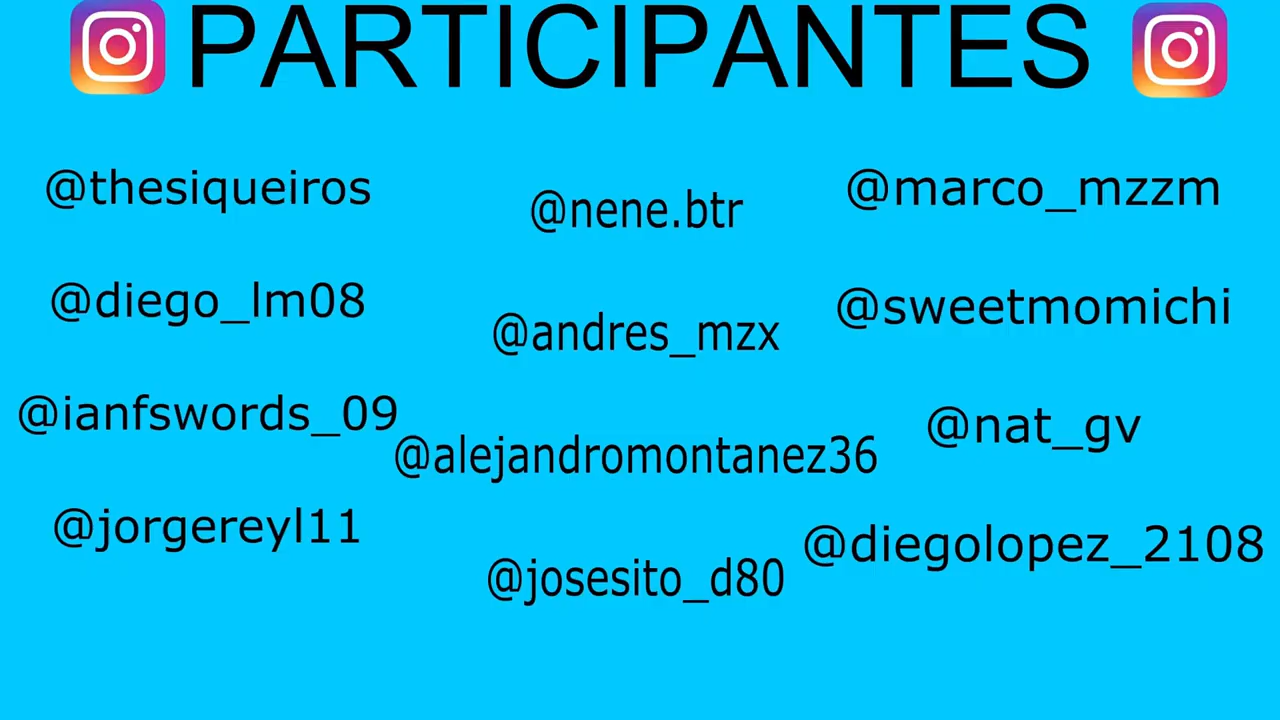 PARTICIPANTES
@thesiqueiros
@diego_lm08
@ianfswords_09
@jorgereyl11
@nene.btr
@andres_mzx
@alejandromontanez36
@josesito_d80
@marco_mzzm
@sweetmomichi
@nat_gv
@diegolopez_2108